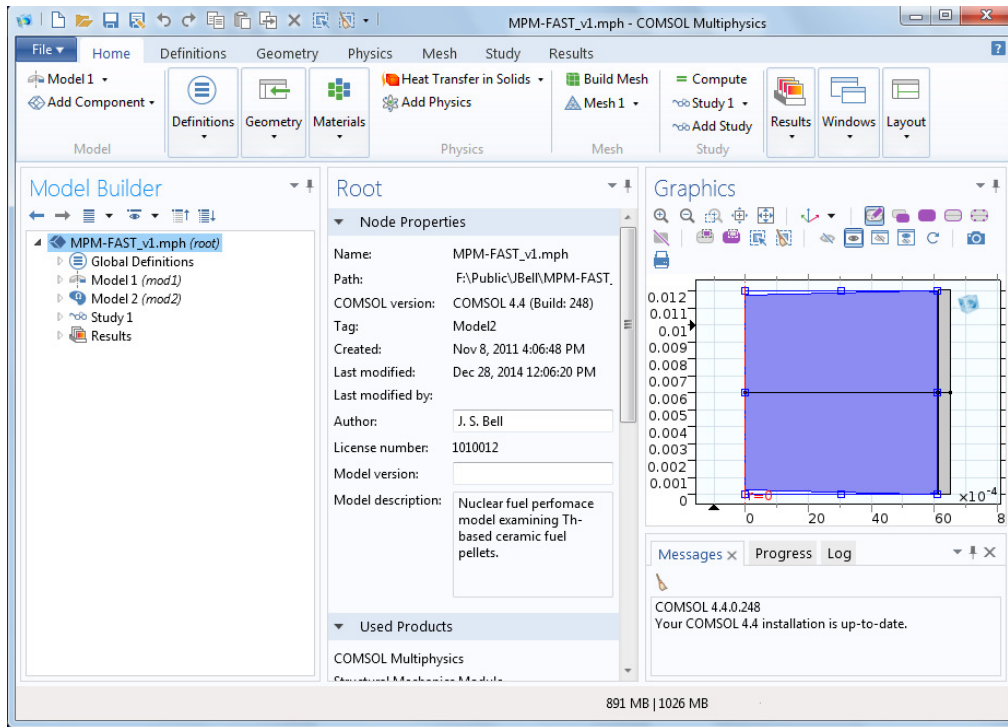 MPM-FAST_v1.mph - COMSOL Multiphysics
File Home Definitions Geometry Physics Mesh Study Results
Model 1
Add Component
Model
Definitions
Geometry
Materials
Heat Transfer in Solids
Add Physics
Physics
Build Mesh
Mesh 1
Mesh
= Compute
Study 1
Add Study
Study
Results
Windows
Layout
Model Builder
MPM-FAST_v1.mph (root)
Global Definitions
Model 1 (mod1)
Model 2 (mod2)
Study 1
Results
Root
Node Properties
Name: MPM-FAST_v1.mph
Path: F:\Public\JBell\MPM-FAST_
COMSOL version: COMSOL 4.4 (Build: 248)
Tag: Model2
Created: Nov 8, 2011 4:06:48 PM
Last modified: Dec 28, 2014 12:06:20 PM
Last modified by:
Author: J. S. Bell
License number: 1010012
Model version:
Model description: Nuclear fuel perfomace
model examining Th-
based ceramic fuel
pellets.
Used Products
COMSOL Multiphysics
Structural Mechanics Module
Graphics
0.012
0.011
0.01
0.009
0.008
0.007
0.006
0.005
0.004
0.003
0.002
0.001
0
r=0
×10⁻⁴
0 20 40 60 8
Messages Progress Log
COMSOL 4.4.0.248
Your COMSOL 4.4 installation is up-to-date.
891 MB | 1026 MB